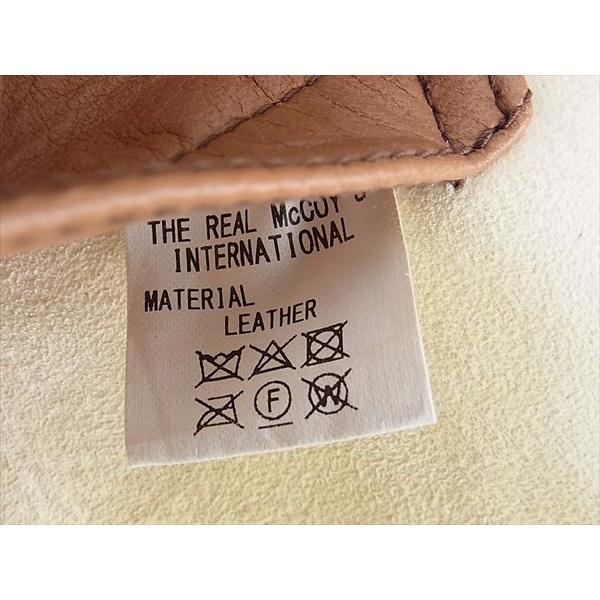 THE REAL McCOY'S
INTERNATIONAL
MATERIAL
LEATHER
F
W